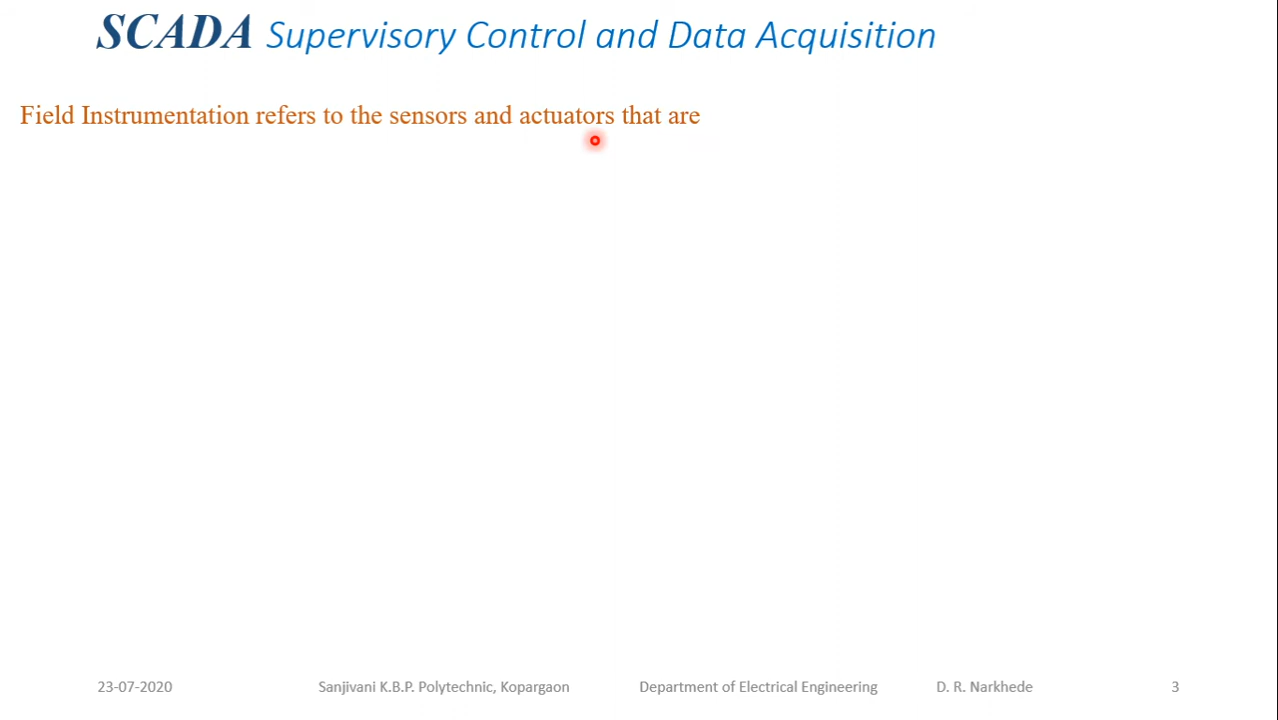 SCADA Supervisory Control and Data Acquisition
Field Instrumentation refers to the sensors and actuators that are
23-07-2020 Sanjivani K.B.P. Polytechnic, Kopargaon Department of Electrical Engineering D. R. Narkhede 3